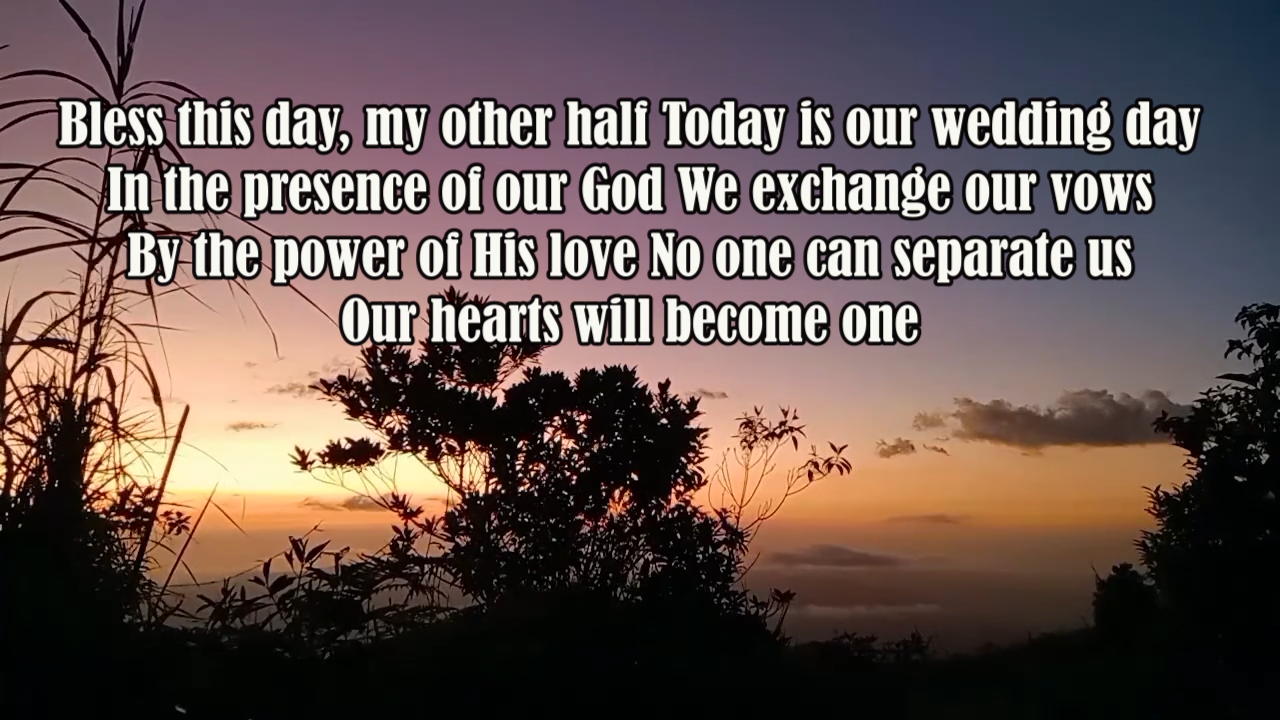 Bless this day, my other half Today is our wedding day
In the presence of our God We exchange our vows
By the power of His love No one can separate us
Our hearts will become one